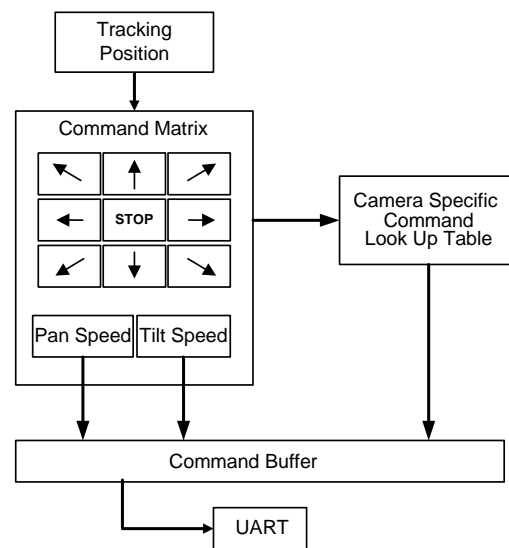 Tracking
Position
Command Matrix
STOP
Pan Speed
Tilt Speed
Camera Specific
Command
Look Up Table
Command Buffer
UART